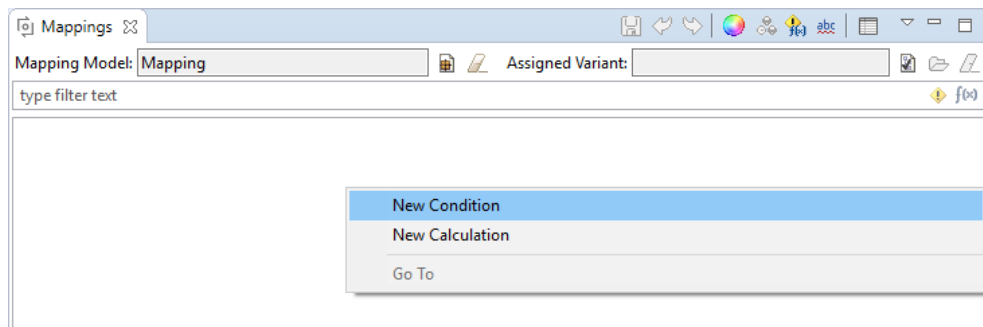 Mappings
Mapping Model: Mapping Assigned Variant:
type filter text f(x)
New Condition
New Calculation
Go To